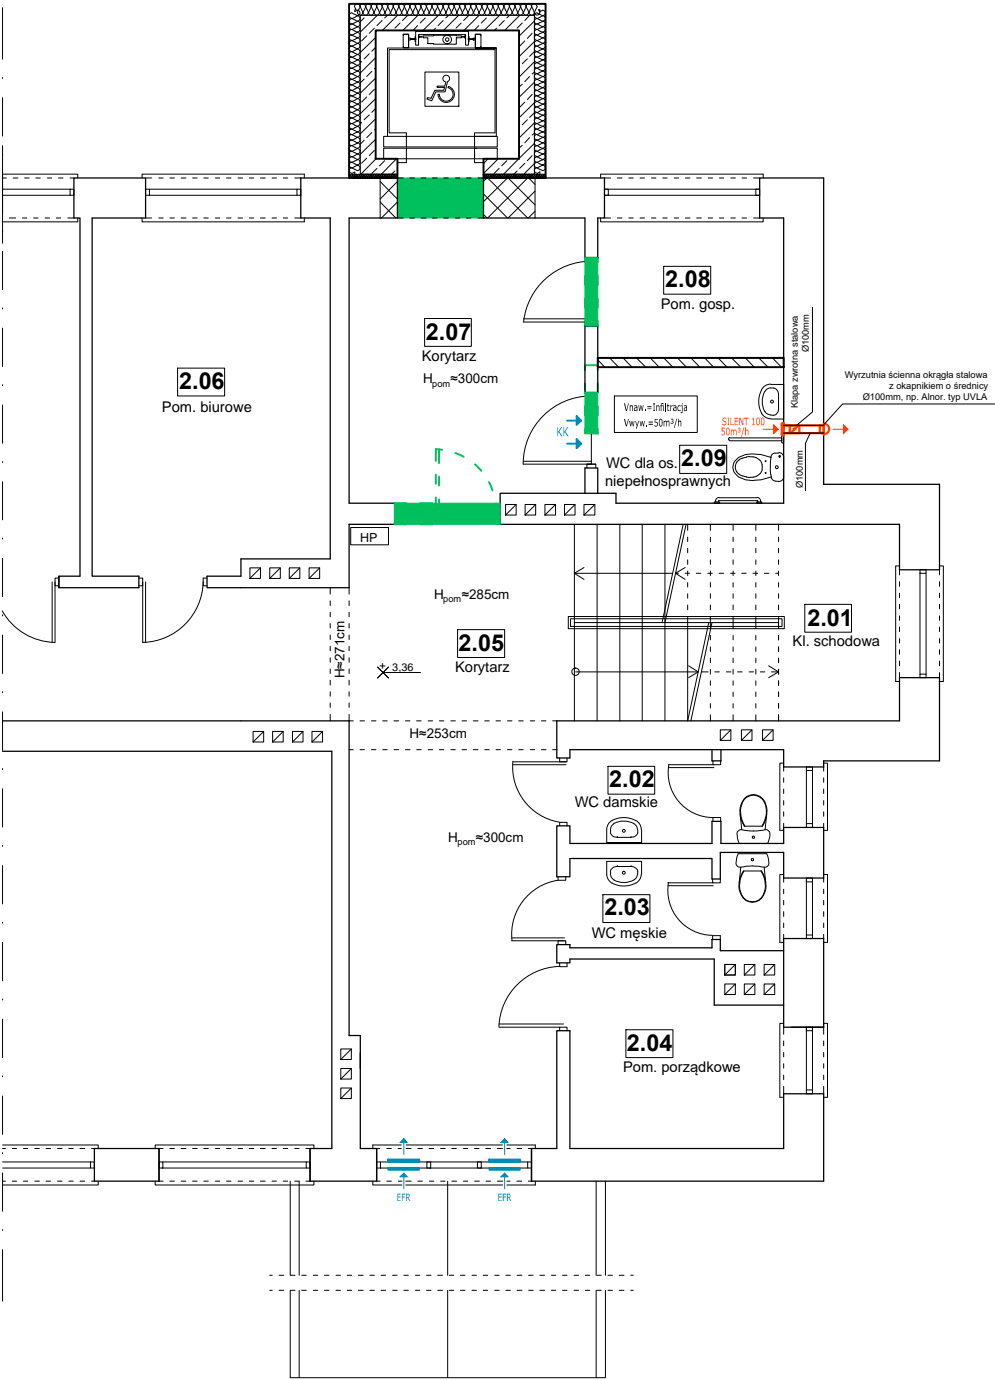 2.08
Pom. gosp.
2.07
Korytarz
Hpom≈300cm
2.06
Pom. biurowe
Klapa zwrotna stalowa
Ø100mm
Wyrzutnia ścienna okrągła stalowa
z okapnikiem o średnicy
Ø100mm, np. Alnor. typ UVLA
Vnaw.=Infiltracja
Vwyw.=50m³/h
SILENT 100
50m³/h
KK
WC dla os.
2.09
niepełnosprawnych
Ø100mm
HP
Hpom≈285cm
2.05
Korytarz
H≈271cm
3,36
2.01
Kl. schodowa
H≈253cm
2.02
WC damskie
Hpom≈300cm
2.03
WC męskie
2.04
Pom. porządkowe
EFR
EFR